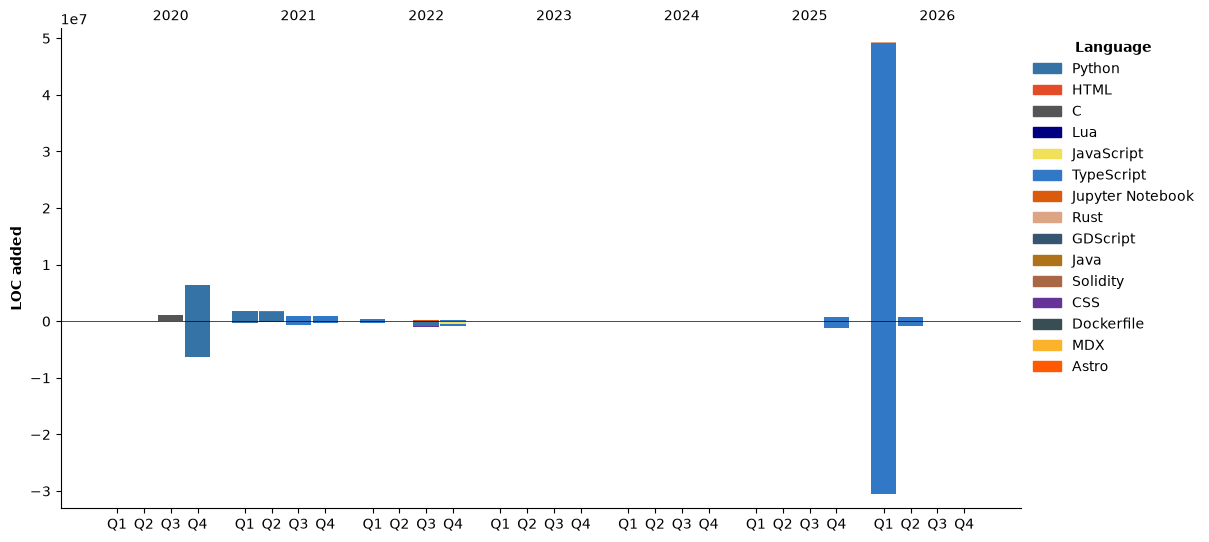 1e7
2020 2021 2022 2023 2024 2025 2026
5
4
3
2
1
0
−1
−2
−3
LOC added
Q1 Q2 Q3 Q4 Q1 Q2 Q3 Q4 Q1 Q2 Q3 Q4 Q1 Q2 Q3 Q4 Q1 Q2 Q3 Q4 Q1 Q2 Q3 Q4 Q1 Q2 Q3 Q4
Language
Python
HTML
C
Lua
JavaScript
TypeScript
Jupyter Notebook
Rust
GDScript
Java
Solidity
CSS
Dockerfile
MDX
Astro